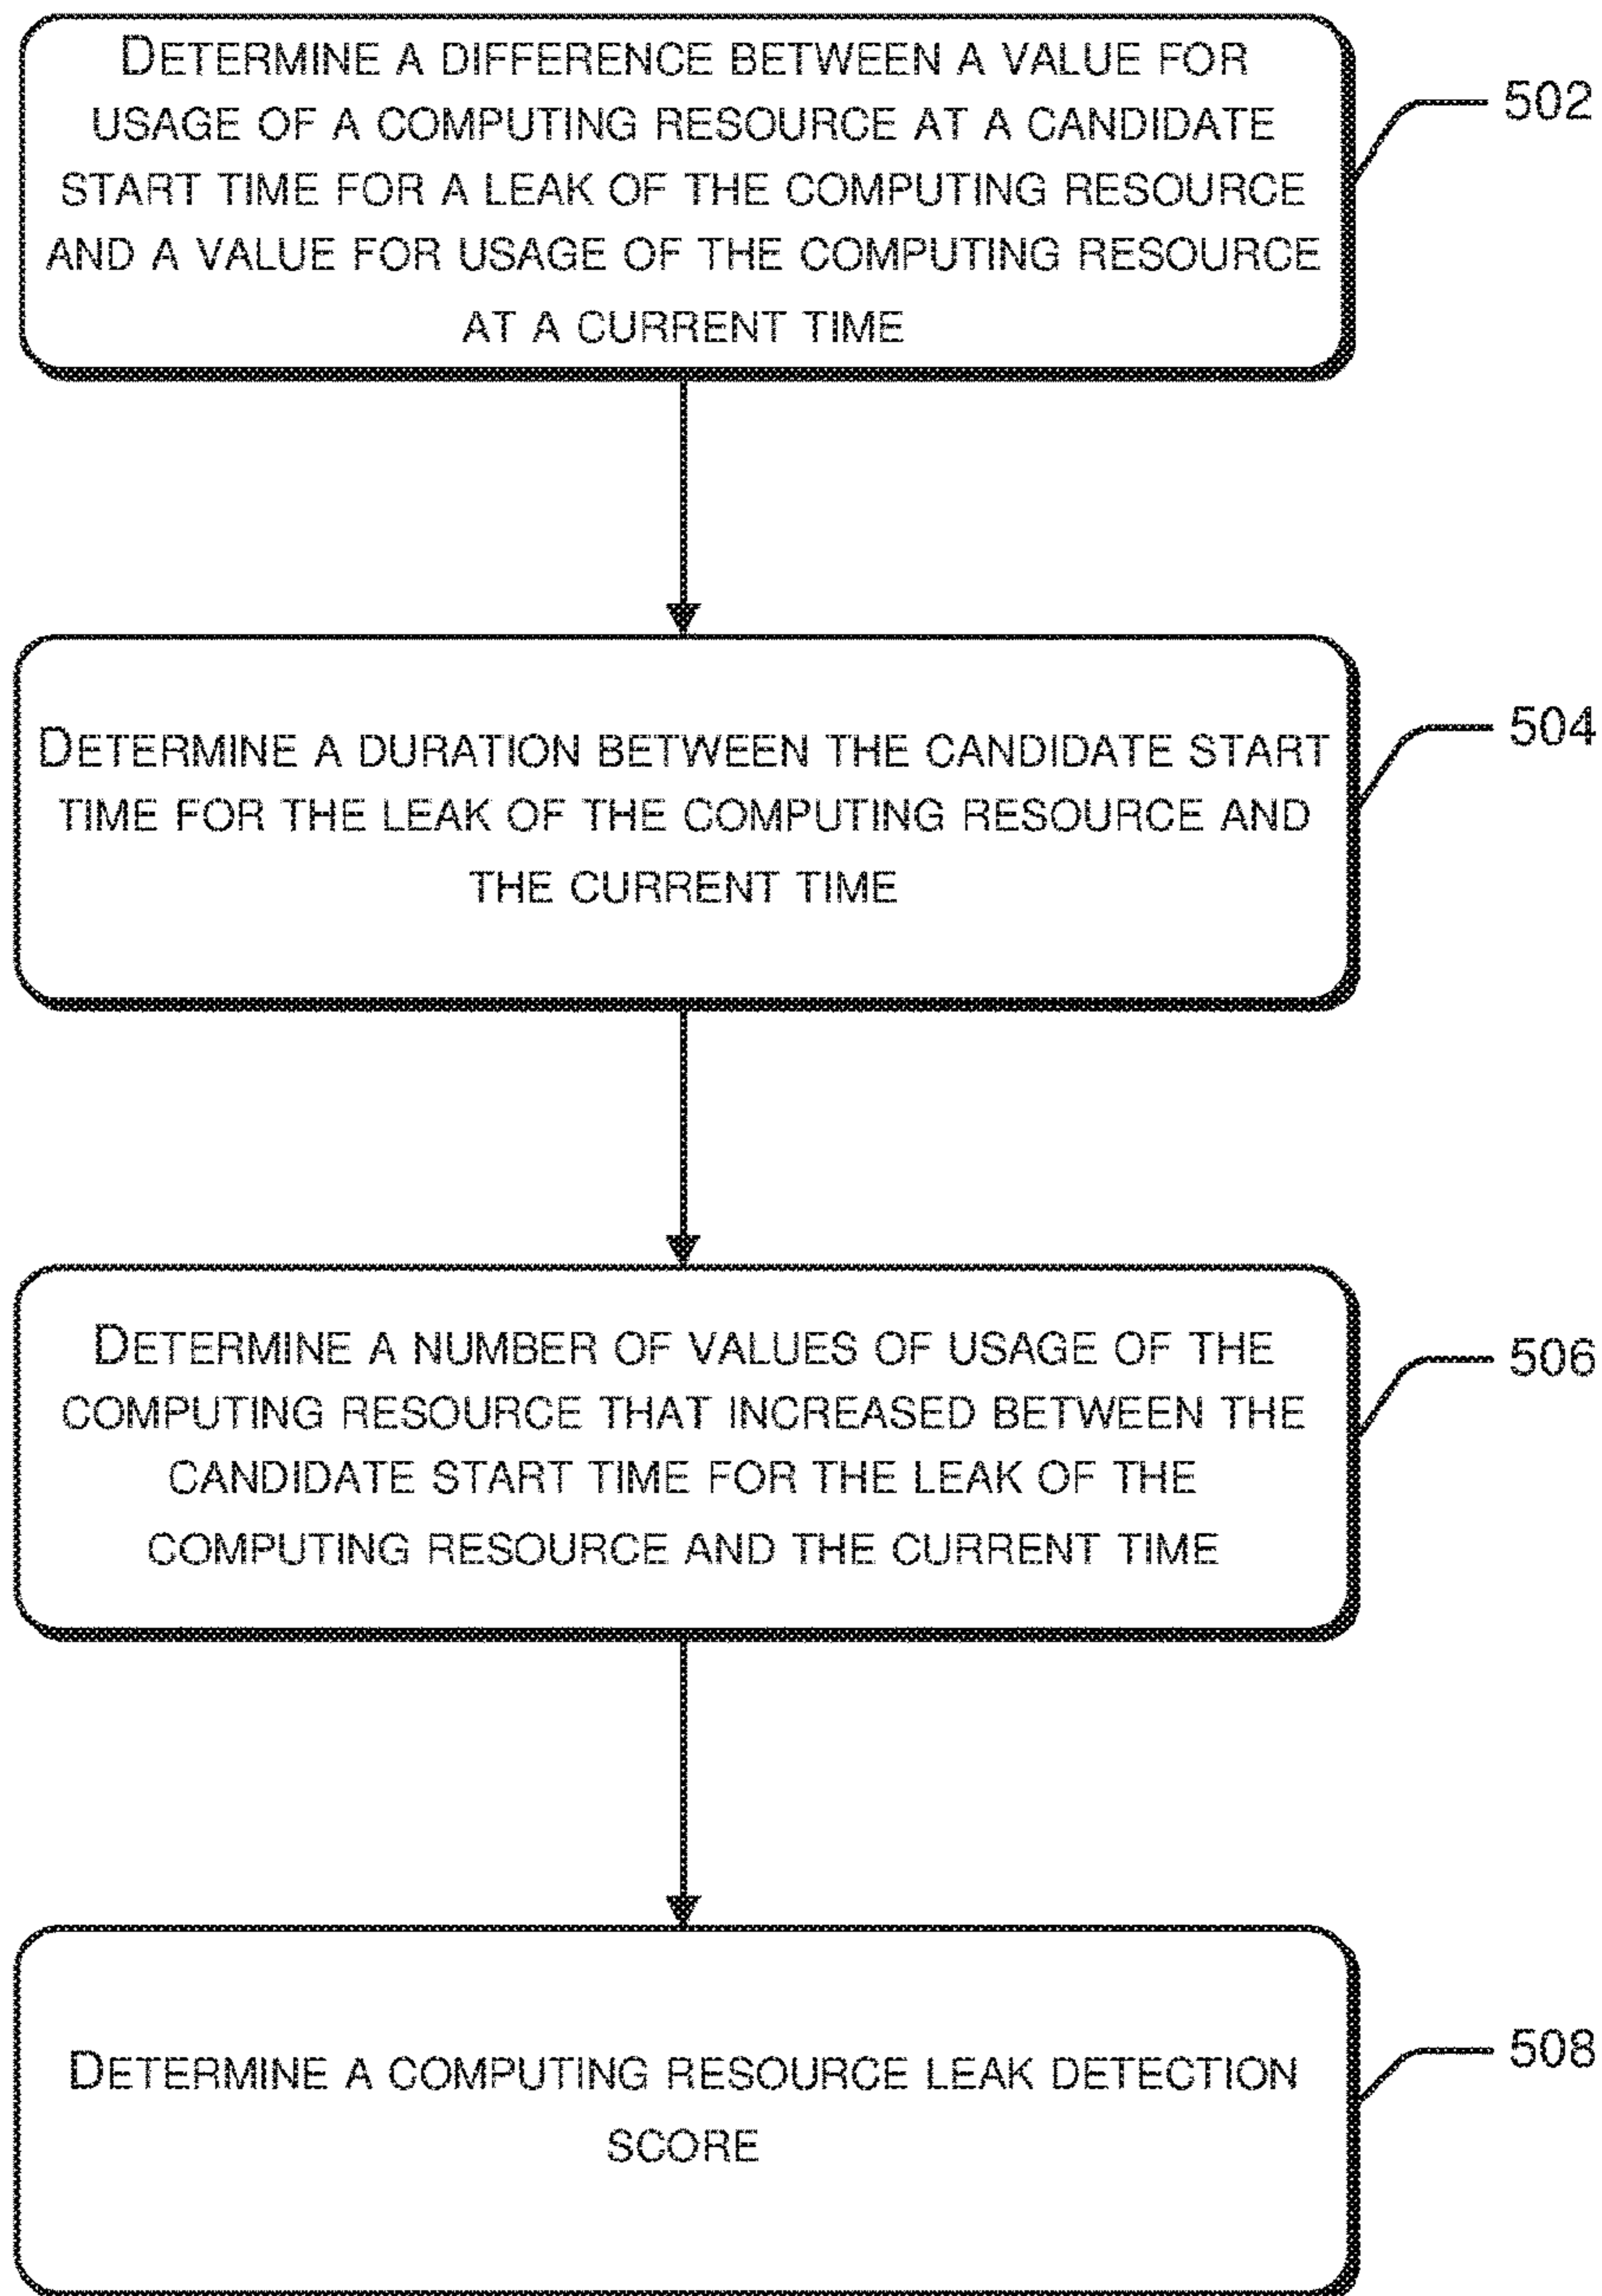 DETERMINE A DIFFERENCE BETWEEN A VALUE FOR
USAGE OF A COMPUTING RESOURCE AT A CANDIDATE
START TIME FOR A LEAK OF THE COMPUTING RESOURCE
AND A VALUE FOR USAGE OF THE COMPUTING RESOURCE
AT A CURRENT TIME
502
DETERMINE A DURATION BETWEEN THE CANDIDATE START
TIME FOR THE LEAK OF THE COMPUTING RESOURCE AND
THE CURRENT TIME
504
DETERMINE A NUMBER OF VALUES OF USAGE OF THE
COMPUTING RESOURCE THAT INCREASED BETWEEN THE
CANDIDATE START TIME FOR THE LEAK OF THE
COMPUTING RESOURCE AND THE CURRENT TIME
506
DETERMINE A COMPUTING RESOURCE LEAK DETECTION
SCORE
508